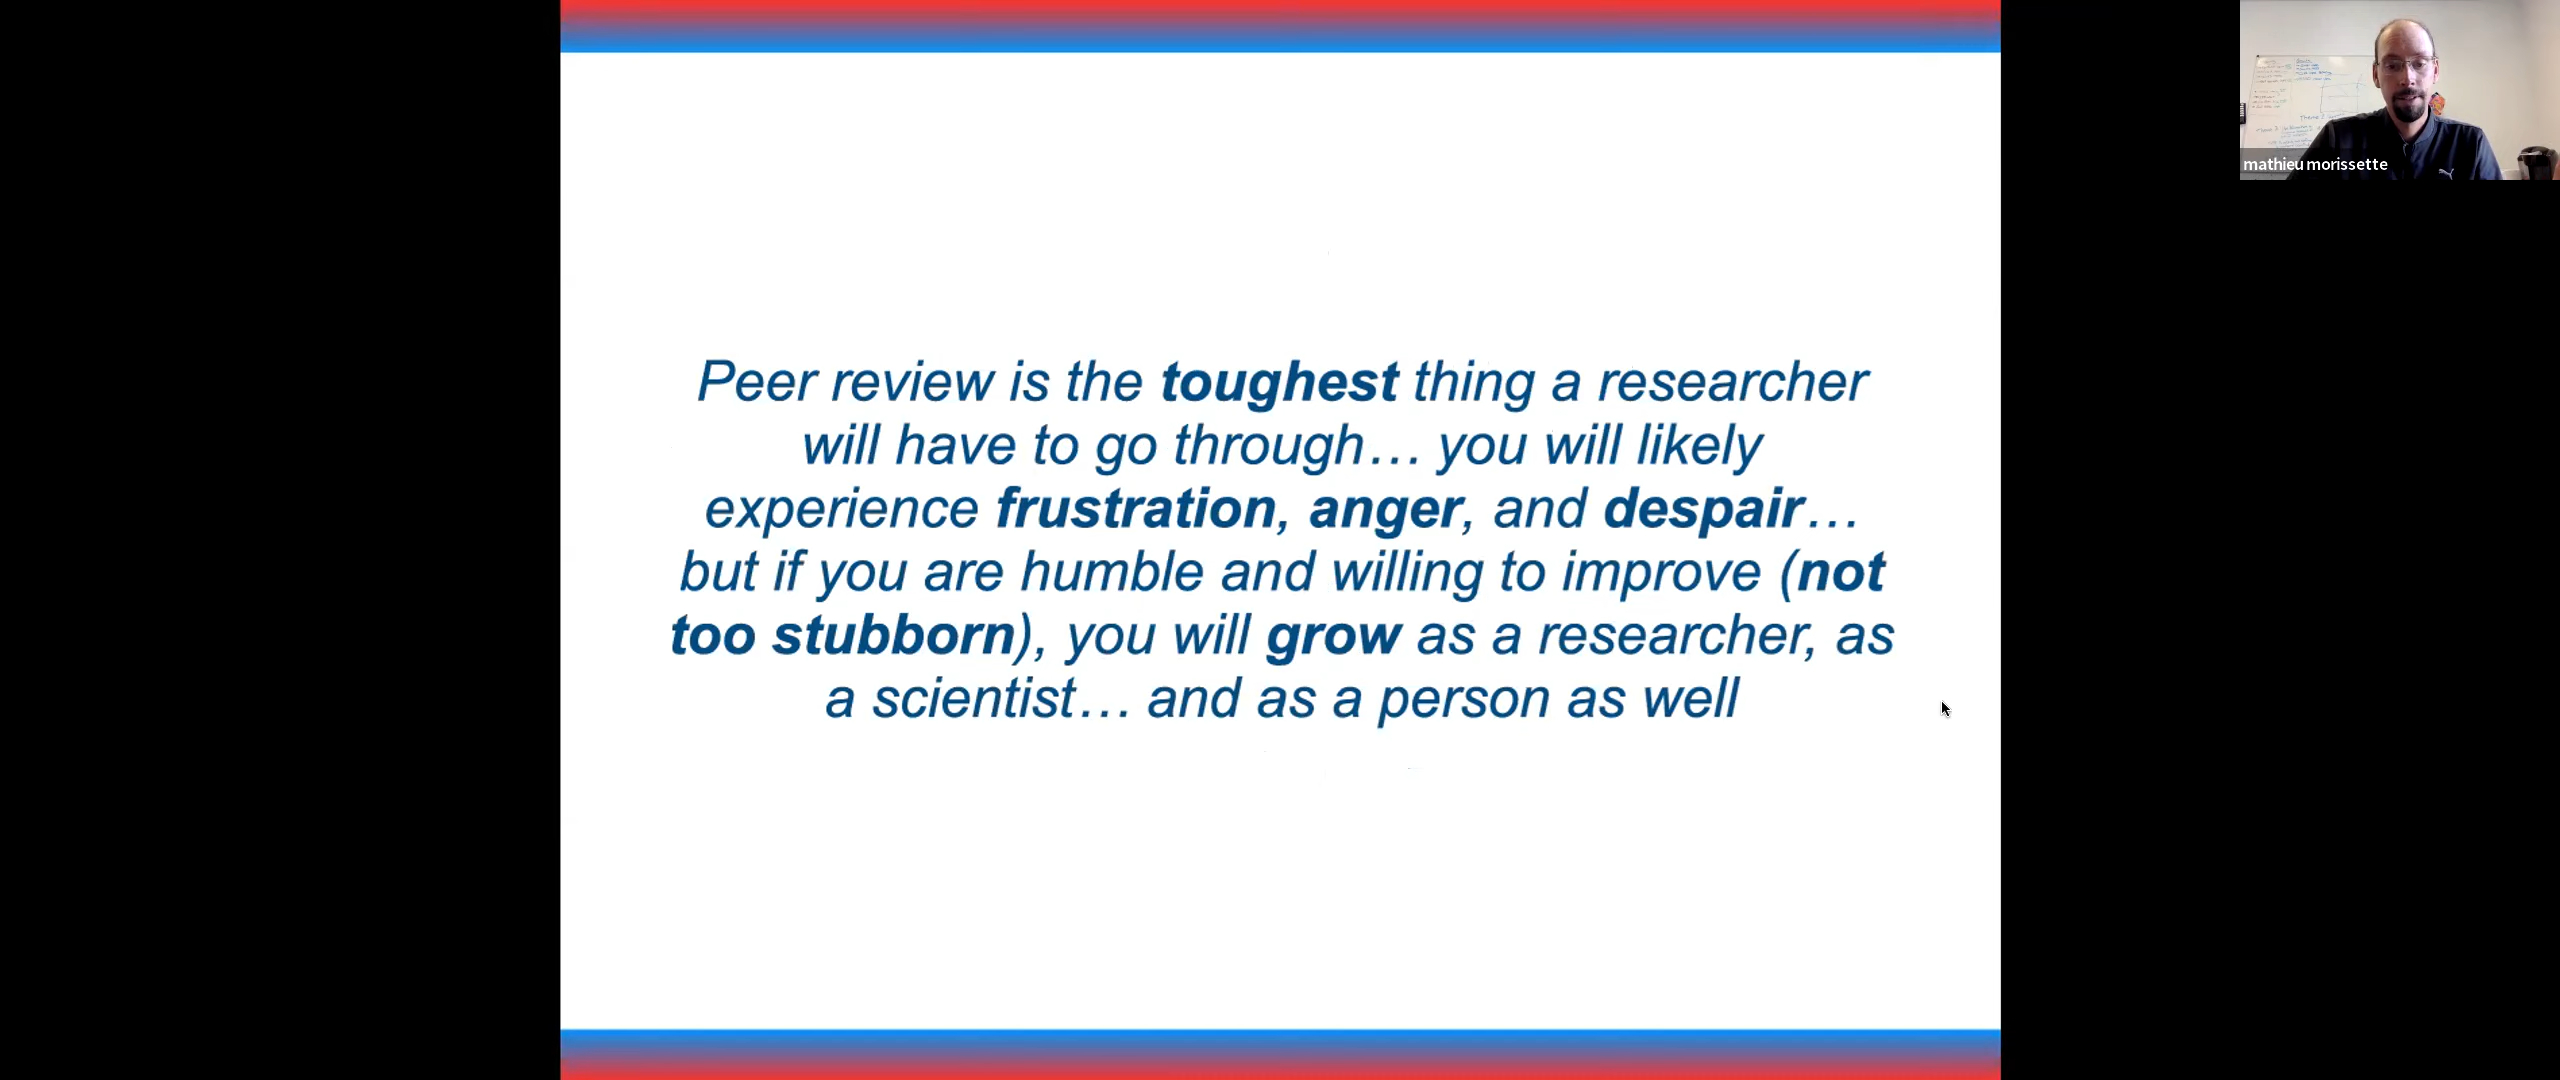 Peer review is the toughest thing a researcher
will have to go through… you will likely
experience frustration, anger, and despair…
but if you are humble and willing to improve (not
too stubborn), you will grow as a researcher, as
a scientist… and as a person as well
mathieu morissette